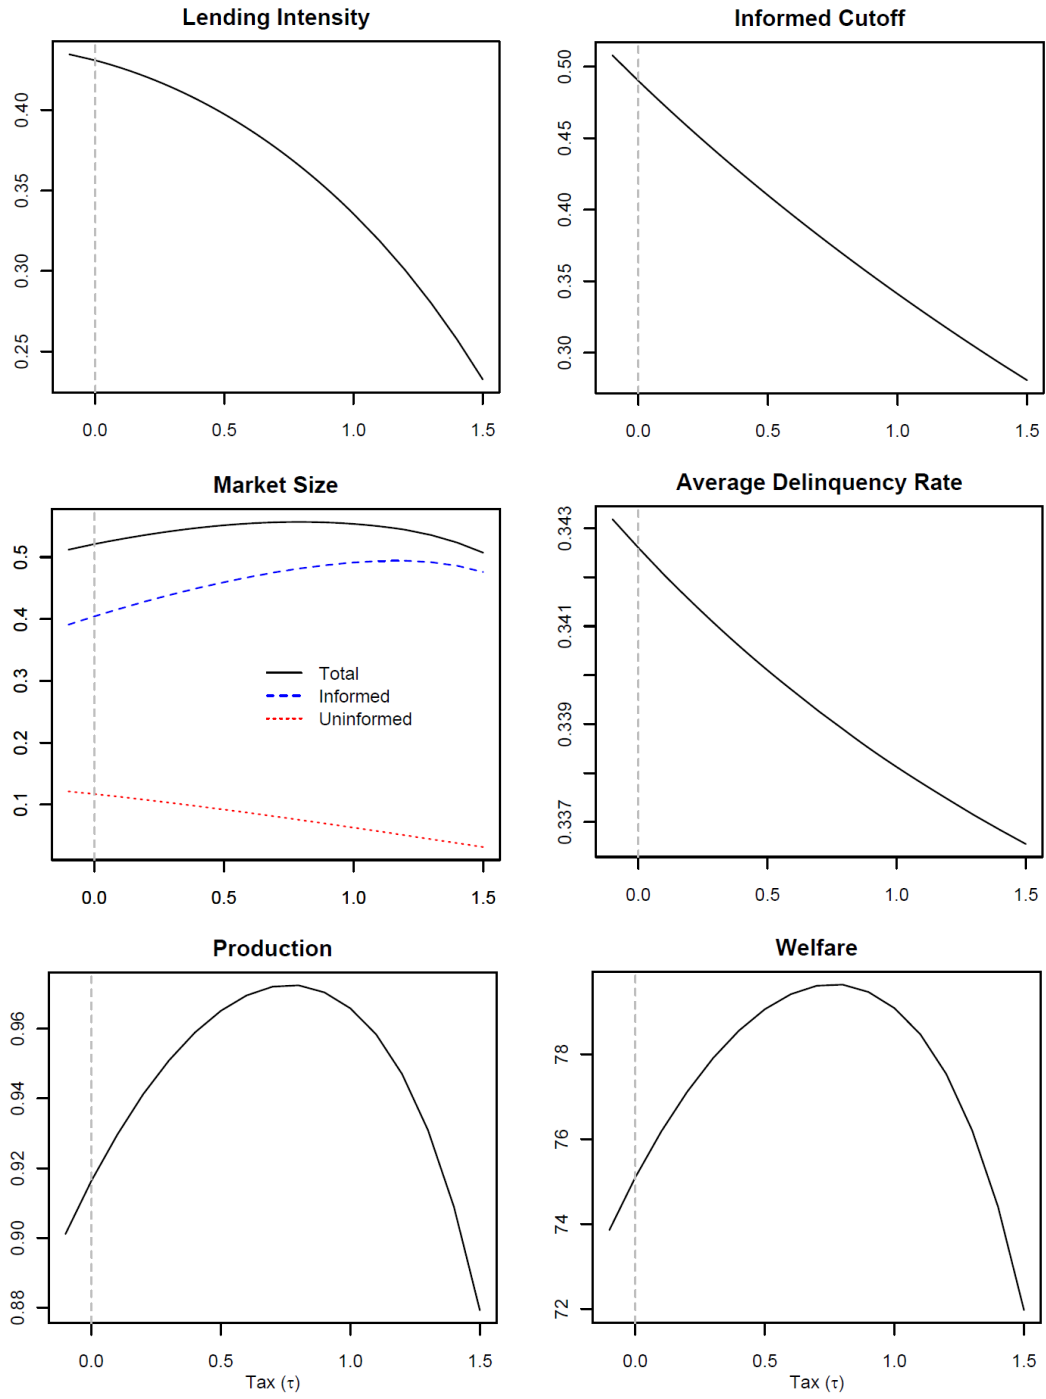 Lending Intensity
0.40
0.35
0.30
0.25
0.0 0.5 1.0 1.5
Informed Cutoff
0.50
0.45
0.40
0.35
0.30
0.0 0.5 1.0 1.5
Market Size
0.5
0.4
0.3
0.2
0.1
Total
Informed
Uninformed
0.0 0.5 1.0 1.5
Average Delinquency Rate
0.343
0.341
0.339
0.337
0.0 0.5 1.0 1.5
Production
0.96
0.94
0.92
0.90
0.88
0.0 0.5 1.0 1.5
Tax (τ)
Welfare
78
76
74
72
0.0 0.5 1.0 1.5
Tax (τ)